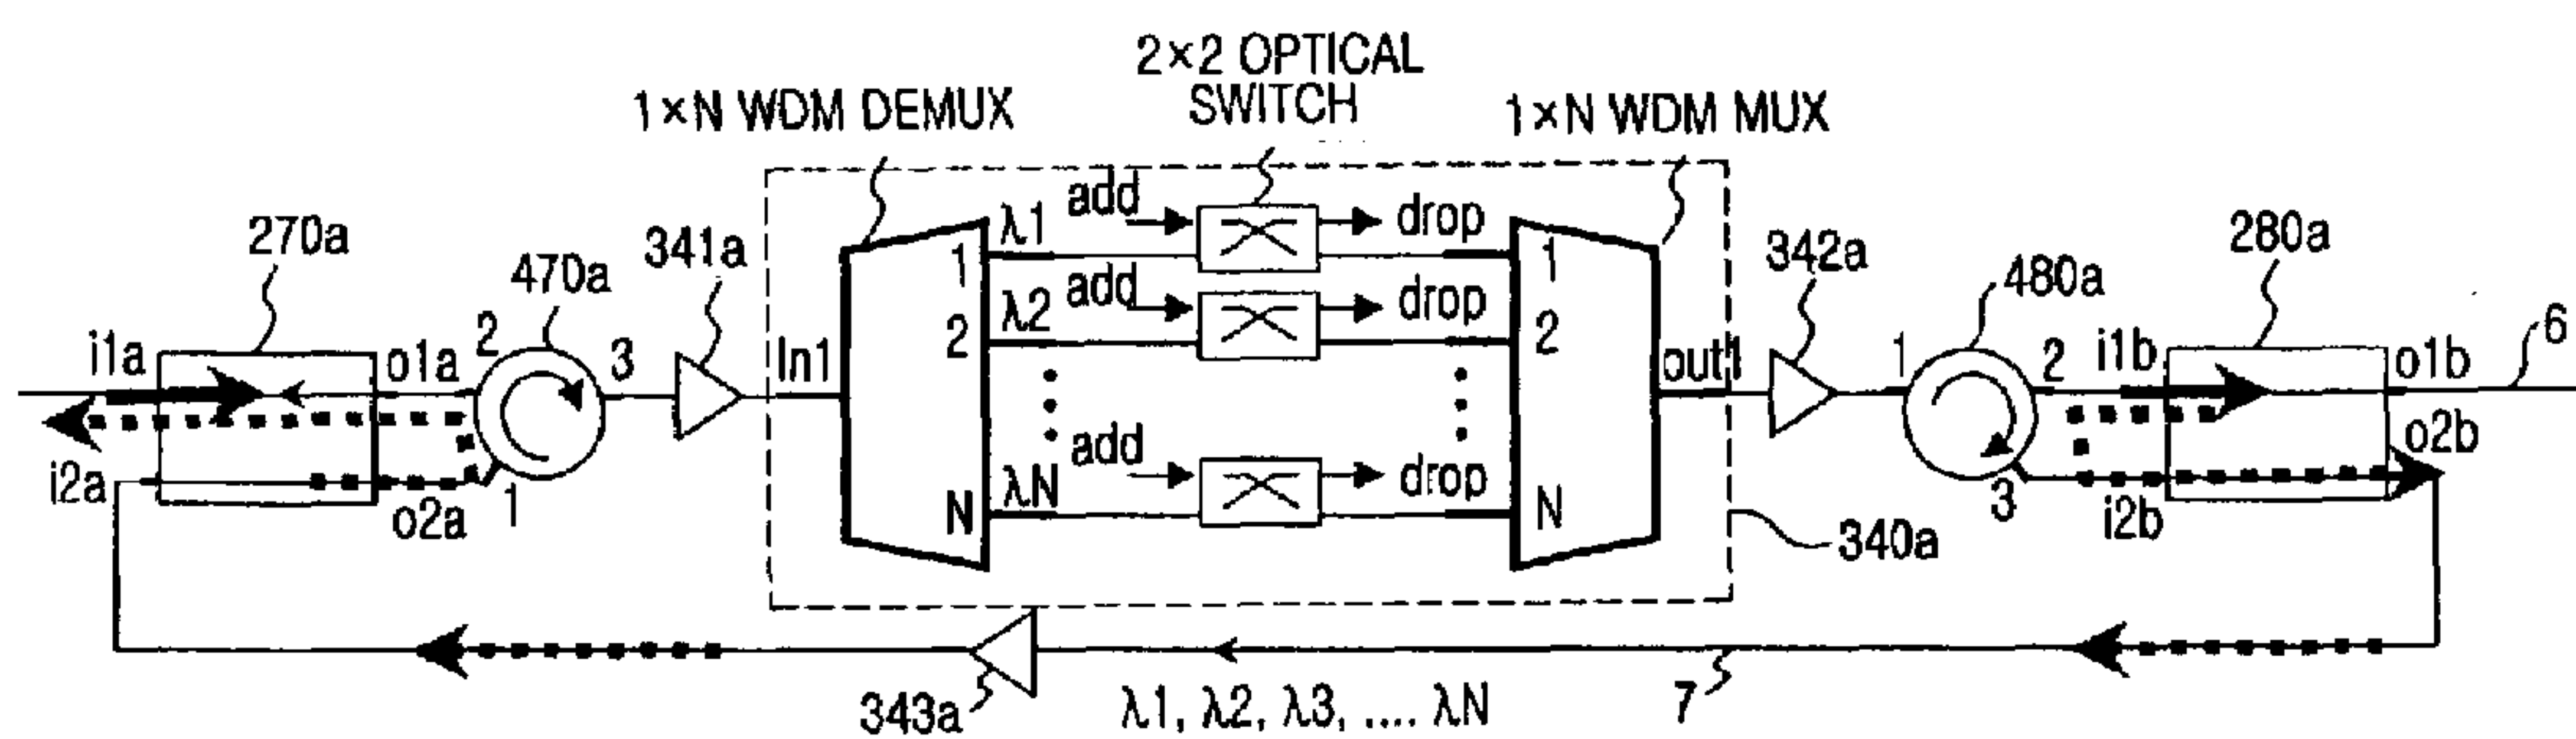 2×2 OPTICAL
SWITCH
1×N WDM DEMUX
1×N WDM MUX
270a
470a
341a
342a
480a
280a
6
add
drop
λ1
1
1
add
drop
λ2
2
2
add
drop
λN
N
N
i1a
o1a
2
3
In1
out1
1
2
i1b
o1b
i2a
o2a
1
3
i2b
o2b
340a
343a
λ1, λ2, λ3, .... λN
7